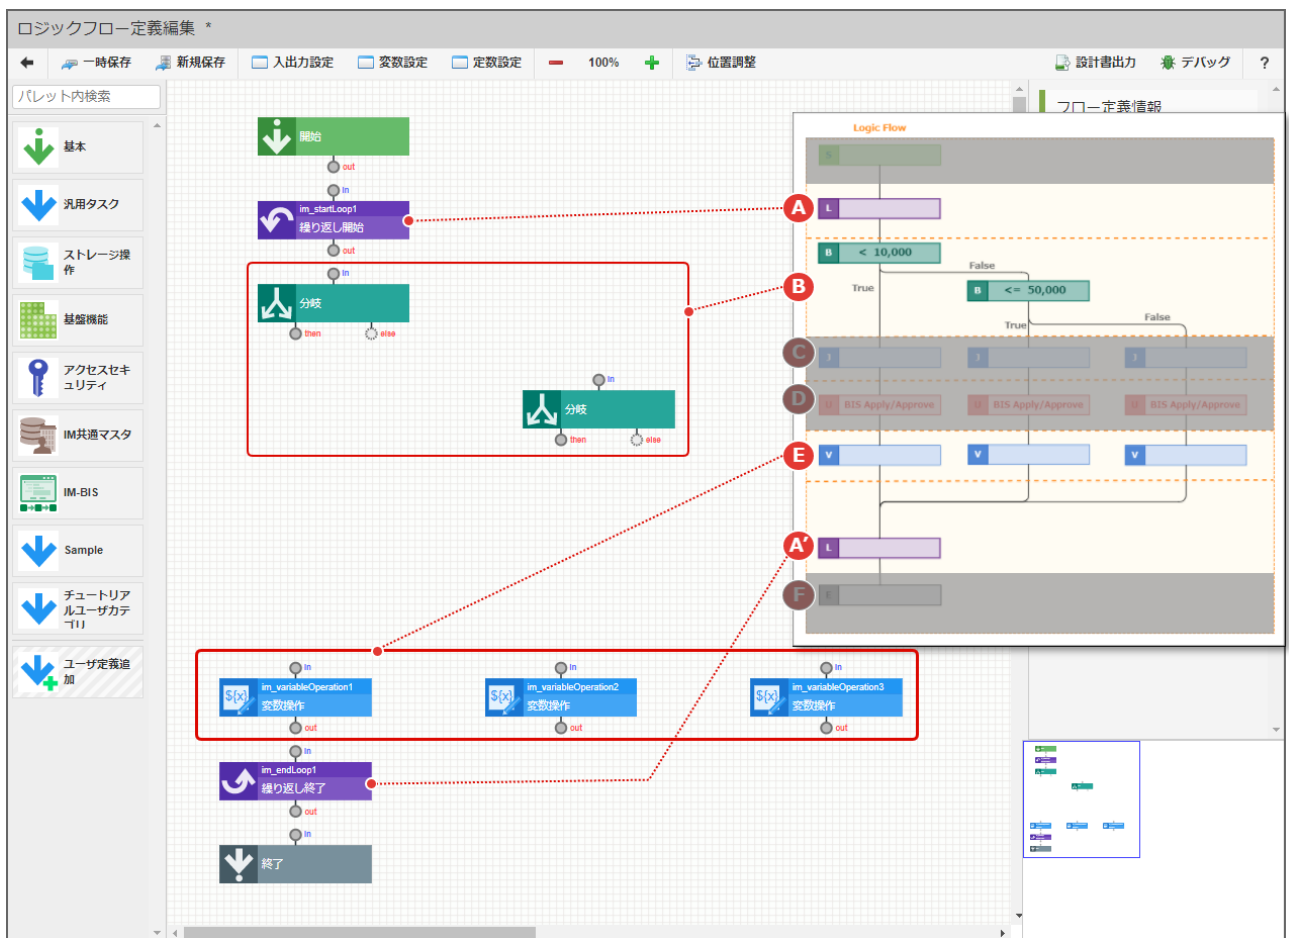 ロジックフロー定義編集 *
一時保存 新規保存 入出力設定 変数設定 定数設定 100% 位置調整 設計書出力 デバッグ ?
パレット内検索
基本
汎用タスク
ストレージ操
作
基盤機能
アクセスセキ
ュリティ
IM共通マスタ
IM-BIS
Sample
チュートリア
ルユーザカテ
ゴリ
ユーザ定義追
加
開始
out
in
im_startLoop1
繰り返し開始
out
in
分岐
then else
in
分岐
then else
in in in
im_variableOperation1 im_variableOperation2 im_variableOperation3
${x} 変数操作 ${x} 変数操作 ${x} 変数操作
out out out
in
im_endLoop1
繰り返し終了
out
in
終了
フロー定義情報
Logic Flow
S
A L
B < 10,000
False
B
True
B <= 50,000
True False
C J J J
D U BIS Apply/Approve U BIS Apply/Approve U BIS Apply/Approve
E V V V
A' L
F E